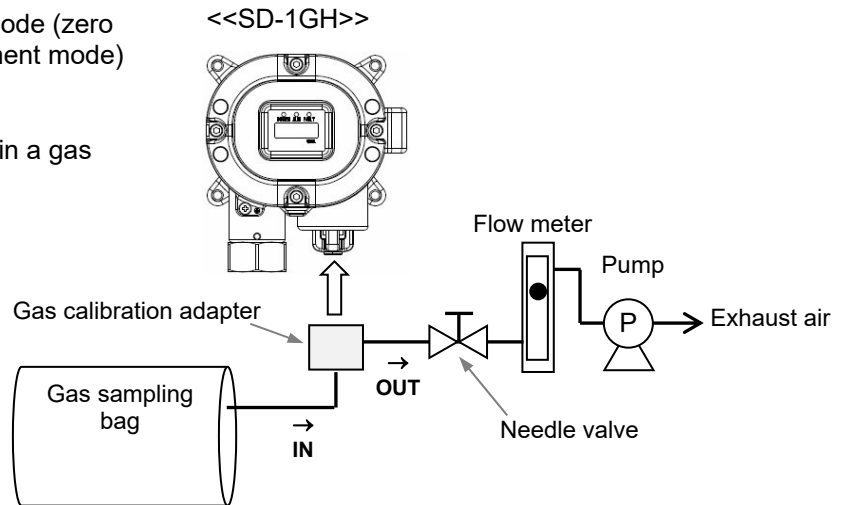 ode (zero
<<SD-1GH>>
nent mode)
in a gas
Flow meter
Pump
Gas calibration adapter
P
Exhaust air
→
OUT
Gas sampling
bag
→
IN
Needle valve